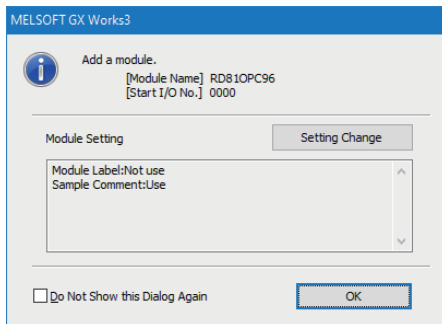 MELSOFT GX Works3
Add a module.
[Module Name] RD81OPC96
[Start I/O No.] 0000
Module Setting
Setting Change
Module Label:Not use
Sample Comment:Use
Do Not Show this Dialog Again
OK